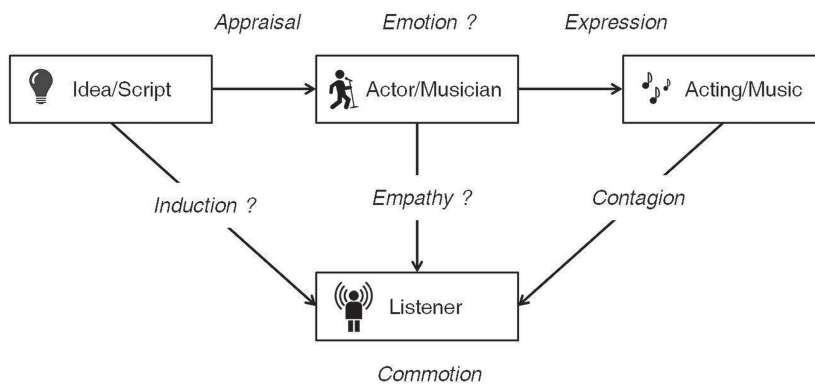 Appraisal
Emotion ?
Expression
Idea/Script
Actor/Musician
Acting/Music
Induction ?
Empathy ?
Contagion
Listener
Commotion